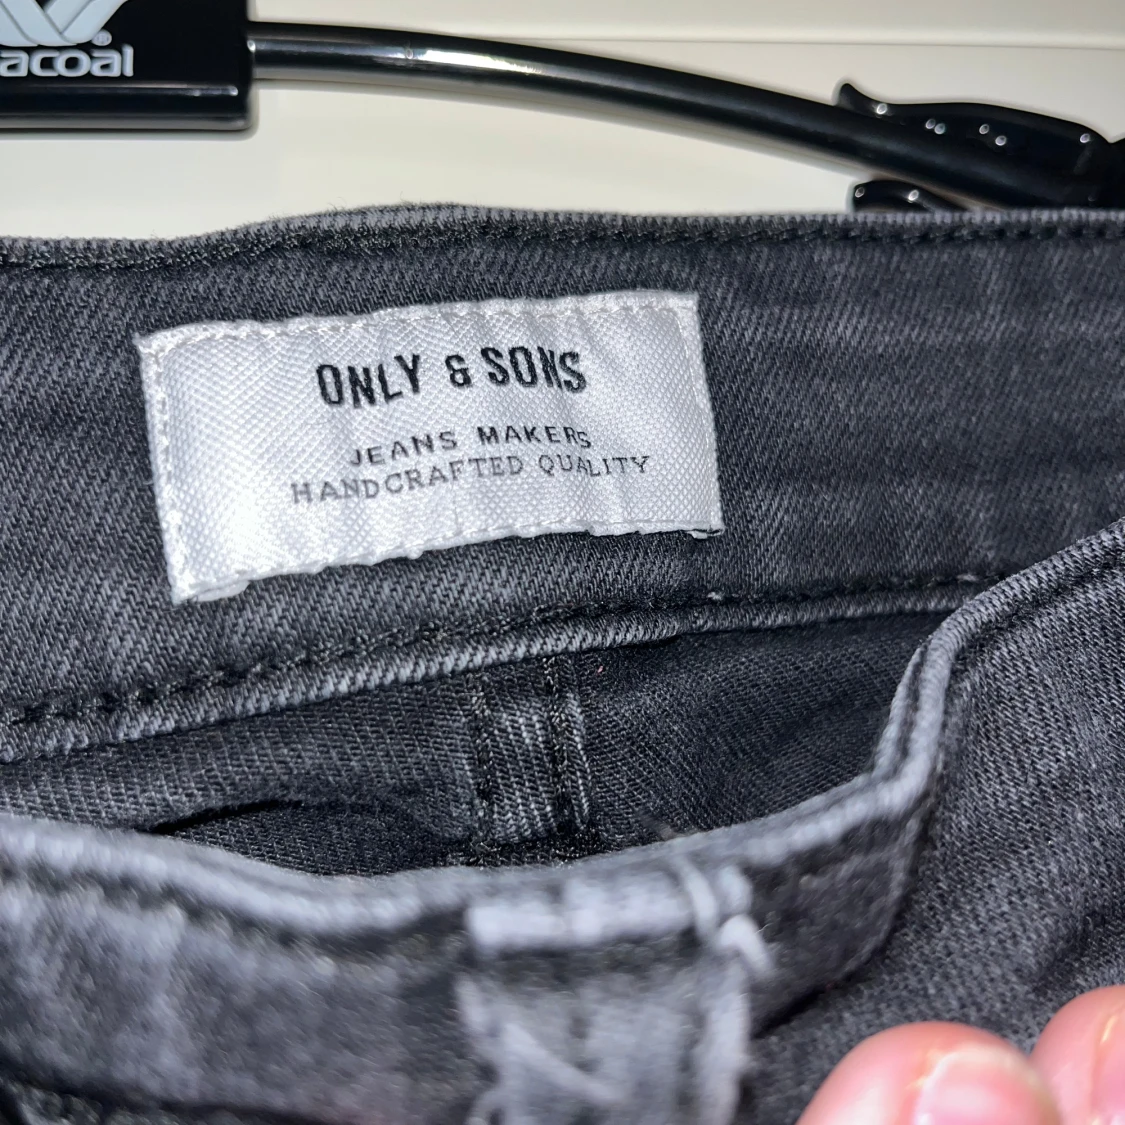 acoal
ONLY & SONS
JEANS MAKERS
HANDCRAFTED QUALITY